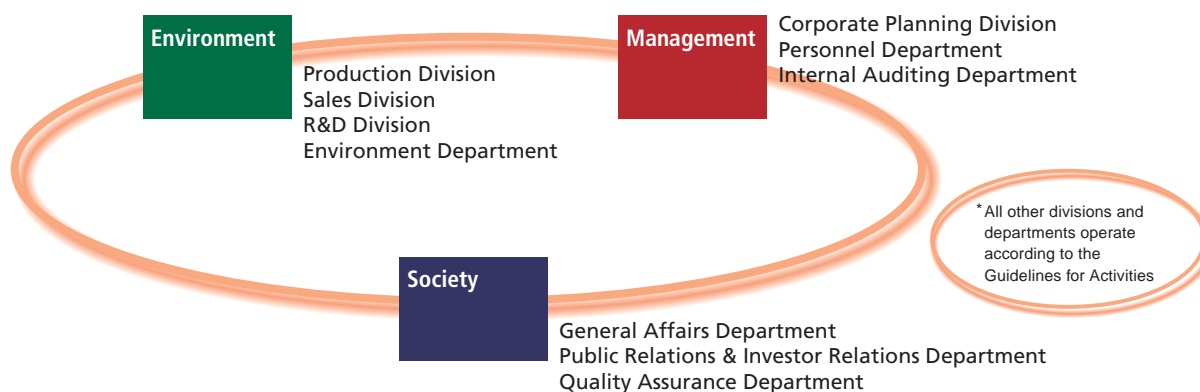 Environment
Production Division
Sales Division
R&D Division
Environment Department
Management
Corporate Planning Division
Personnel Department
Internal Auditing Department
*All other divisions and
departments operate
according to the
Guidelines for Activities
Society
General Affairs Department
Public Relations & Investor Relations Department
Quality Assurance Department